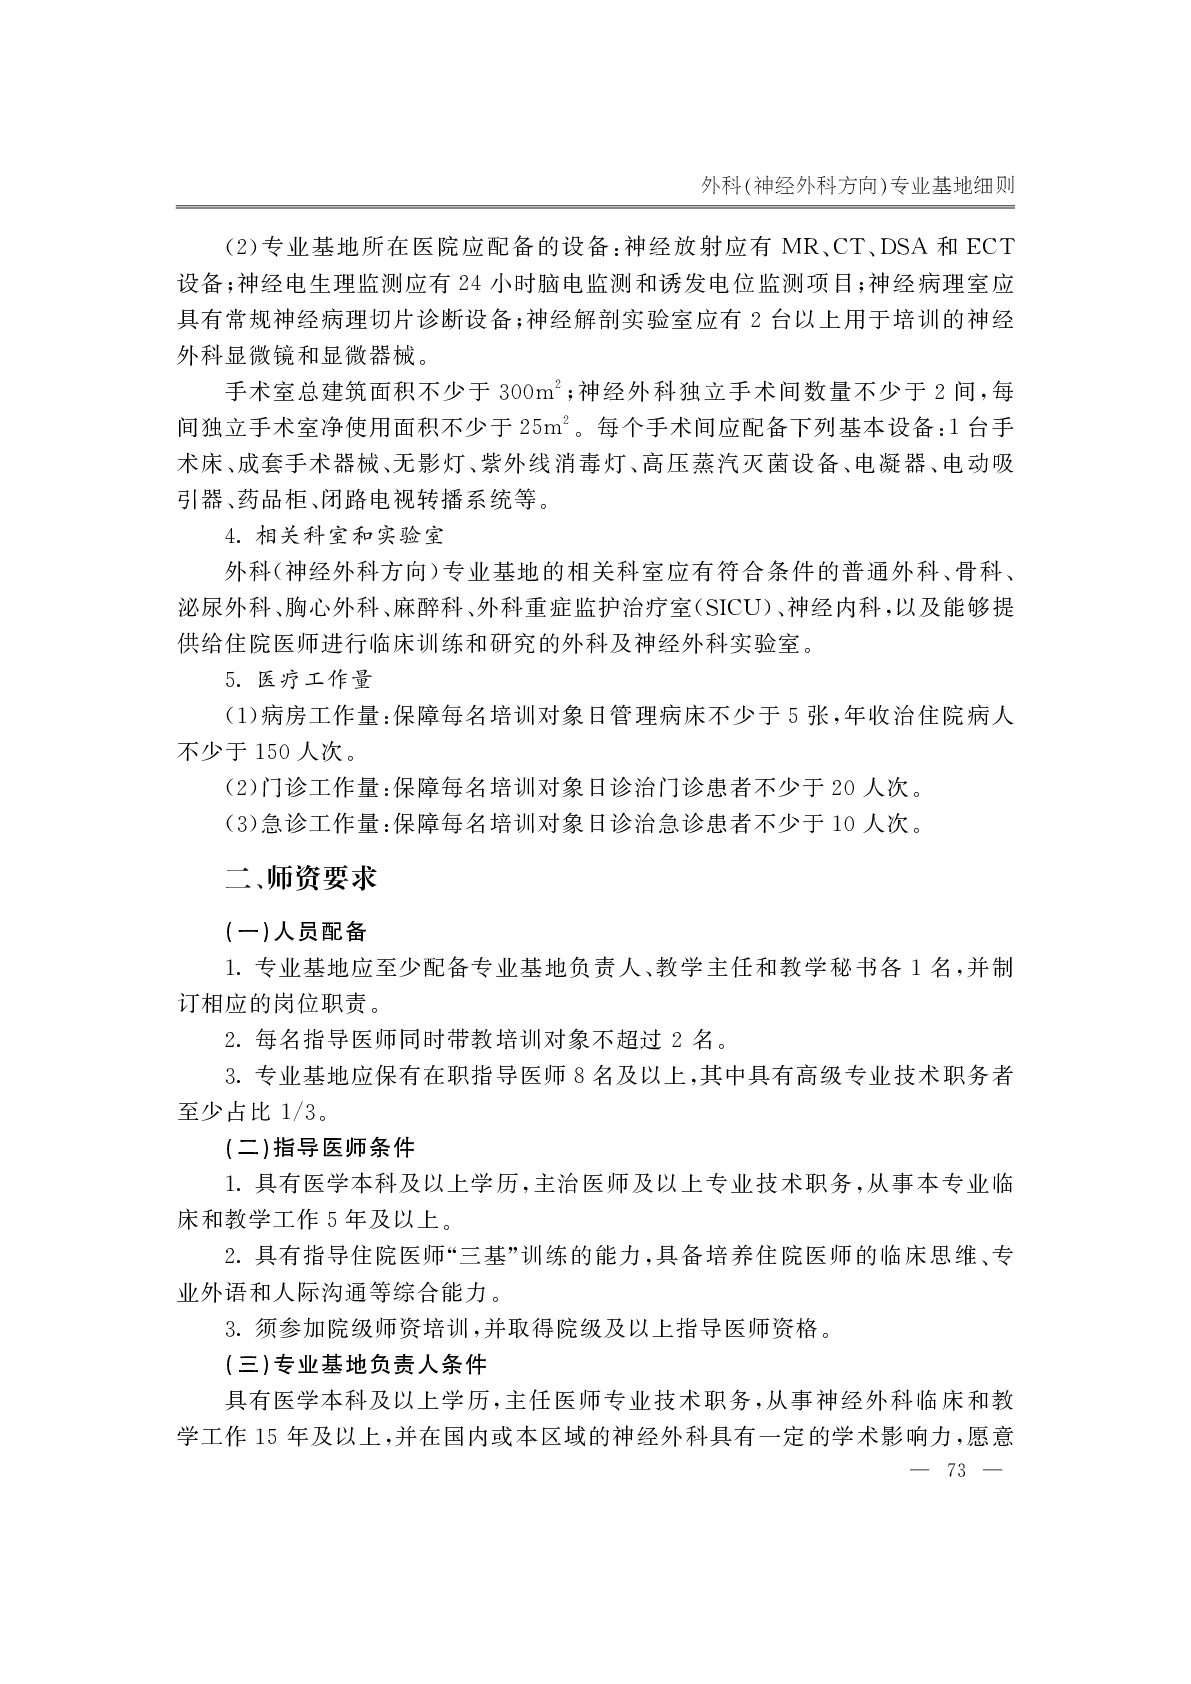 外科(神经外科方向)专业基地细则
(2)专业基地所在医院应配备的设备:神经放射应有 MR、CT、DSA 和 ECT
设备;神经电生理监测应有 24 小时脑电监测和诱发电位监测项目;神经病理室应
具有常规神经病理切片诊断设备;神经解剖实验室应有 2 台以上用于培训的神经
外科显微镜和显微器械。
手术室总建筑面积不少于 300m²;神经外科独立手术间数量不少于 2 间,每
间独立手术室净使用面积不少于 25m²。每个手术间应配备下列基本设备:1 台手
术床、成套手术器械、无影灯、紫外线消毒灯、高压蒸汽灭菌设备、电凝器、电动吸
引器、药品柜、闭路电视转播系统等。
4. 相关科室和实验室
外科(神经外科方向)专业基地的相关科室应有符合条件的普通外科、骨科、
泌尿外科、胸心外科、麻醉科、外科重症监护治疗室(SICU)、神经内科,以及能够提
供给住院医师进行临床训练和研究的外科及神经外科实验室。
5. 医疗工作量
(1)病房工作量:保障每名培训对象日管理病床不少于 5 张,年收治住院病人
不少于 150 人次。
(2)门诊工作量:保障每名培训对象日诊治门诊患者不少于 20 人次。
(3)急诊工作量:保障每名培训对象日诊治急诊患者不少于 10 人次。
二、师资要求
(一)人员配备
1. 专业基地应至少配备专业基地负责人、教学主任和教学秘书各 1 名,并制
订相应的岗位职责。
2. 每名指导医师同时带教培训对象不超过 2 名。
3. 专业基地应保有在职指导医师 8 名及以上,其中具有高级专业技术职务者
至少占比 1/3。
(二)指导医师条件
1. 具有医学本科及以上学历,主治医师及以上专业技术职务,从事本专业临
床和教学工作 5 年及以上。
2. 具有指导住院医师“三基”训练的能力,具备培养住院医师的临床思维、专
业外语和人际沟通等综合能力。
3. 须参加院级师资培训,并取得院级及以上指导医师资格。
(三)专业基地负责人条件
具有医学本科及以上学历,主任医师专业技术职务,从事神经外科临床和教
学工作 15 年及以上,并在国内或本区域的神经外科具有一定的学术影响力,愿意
— 73 —